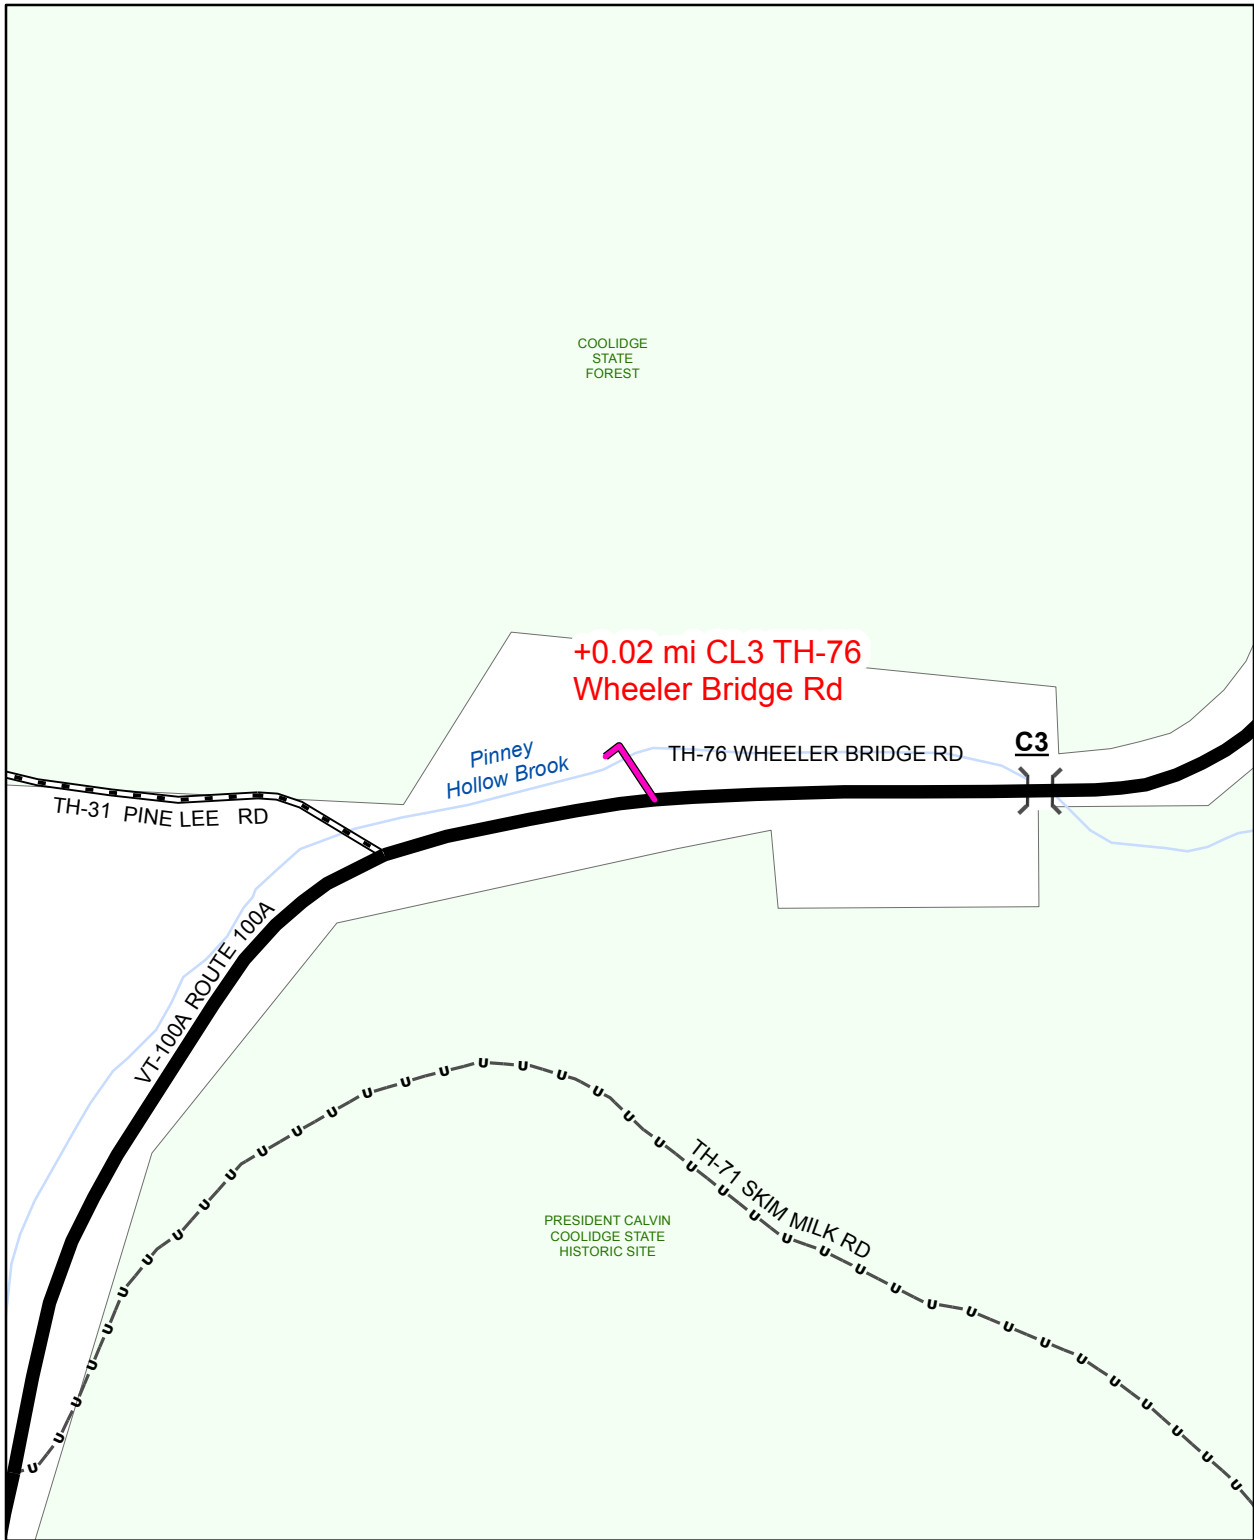 COOLIDGE
STATE
FOREST
+0.02 mi CL3 TH-76
Wheeler Bridge Rd
Pinney
Hollow Brook
TH-76 WHEELER BRIDGE RD
C3
TH-31 PINE LEE RD
VT-100A ROUTE 100A
TH-71 SKIM MILK RD
PRESIDENT CALVIN
COOLIDGE STATE
HISTORIC SITE